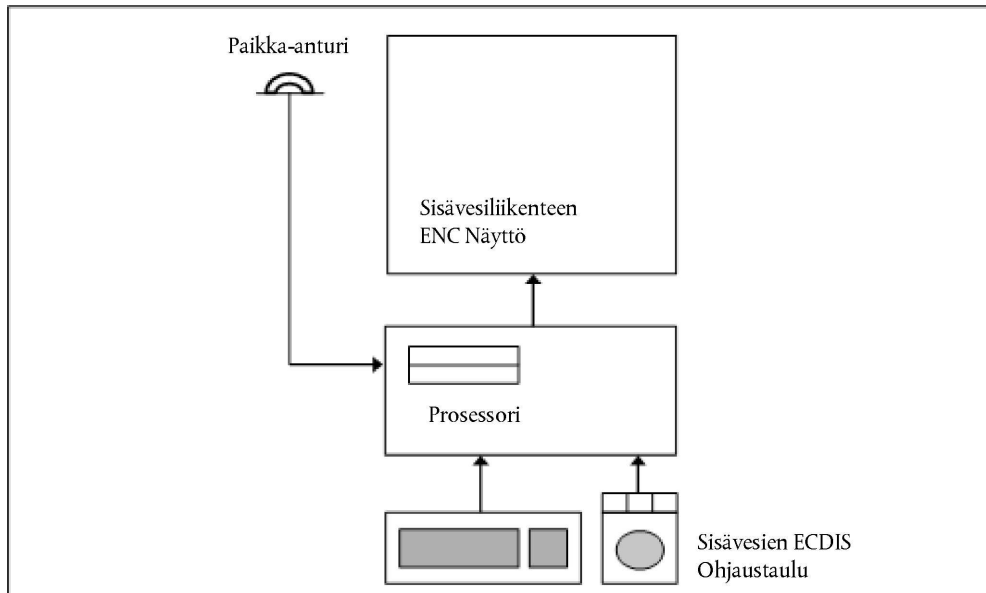 Paikka-anturi
Sisävesiliikenteen
ENC Näyttö
Prosessori
Sisävesien ECDIS
Ohjaustaulu